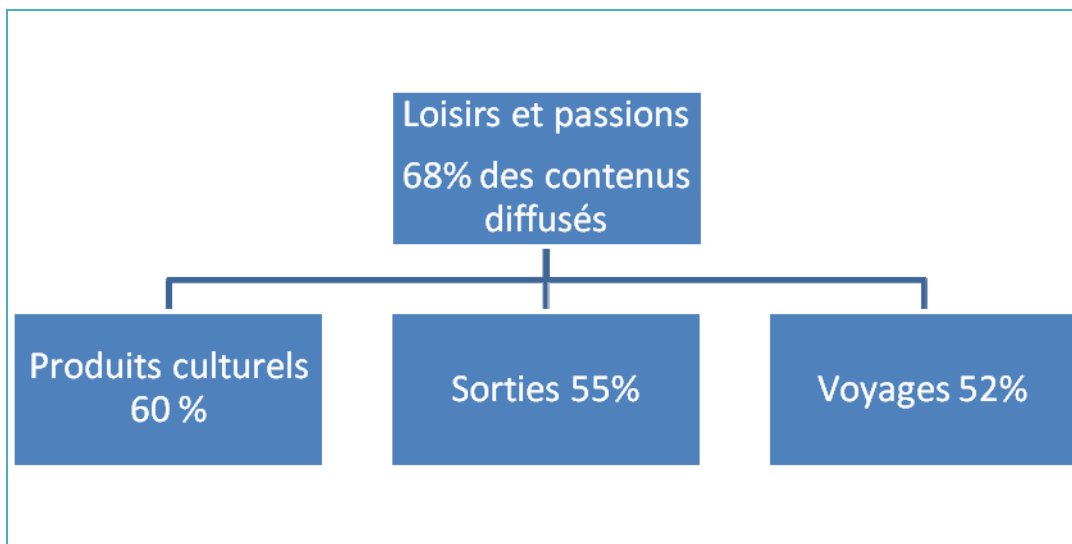 Loisirs et passions
68% des contenus
diffusés
Produits culturels
60 %
Sorties 55%
Voyages 52%